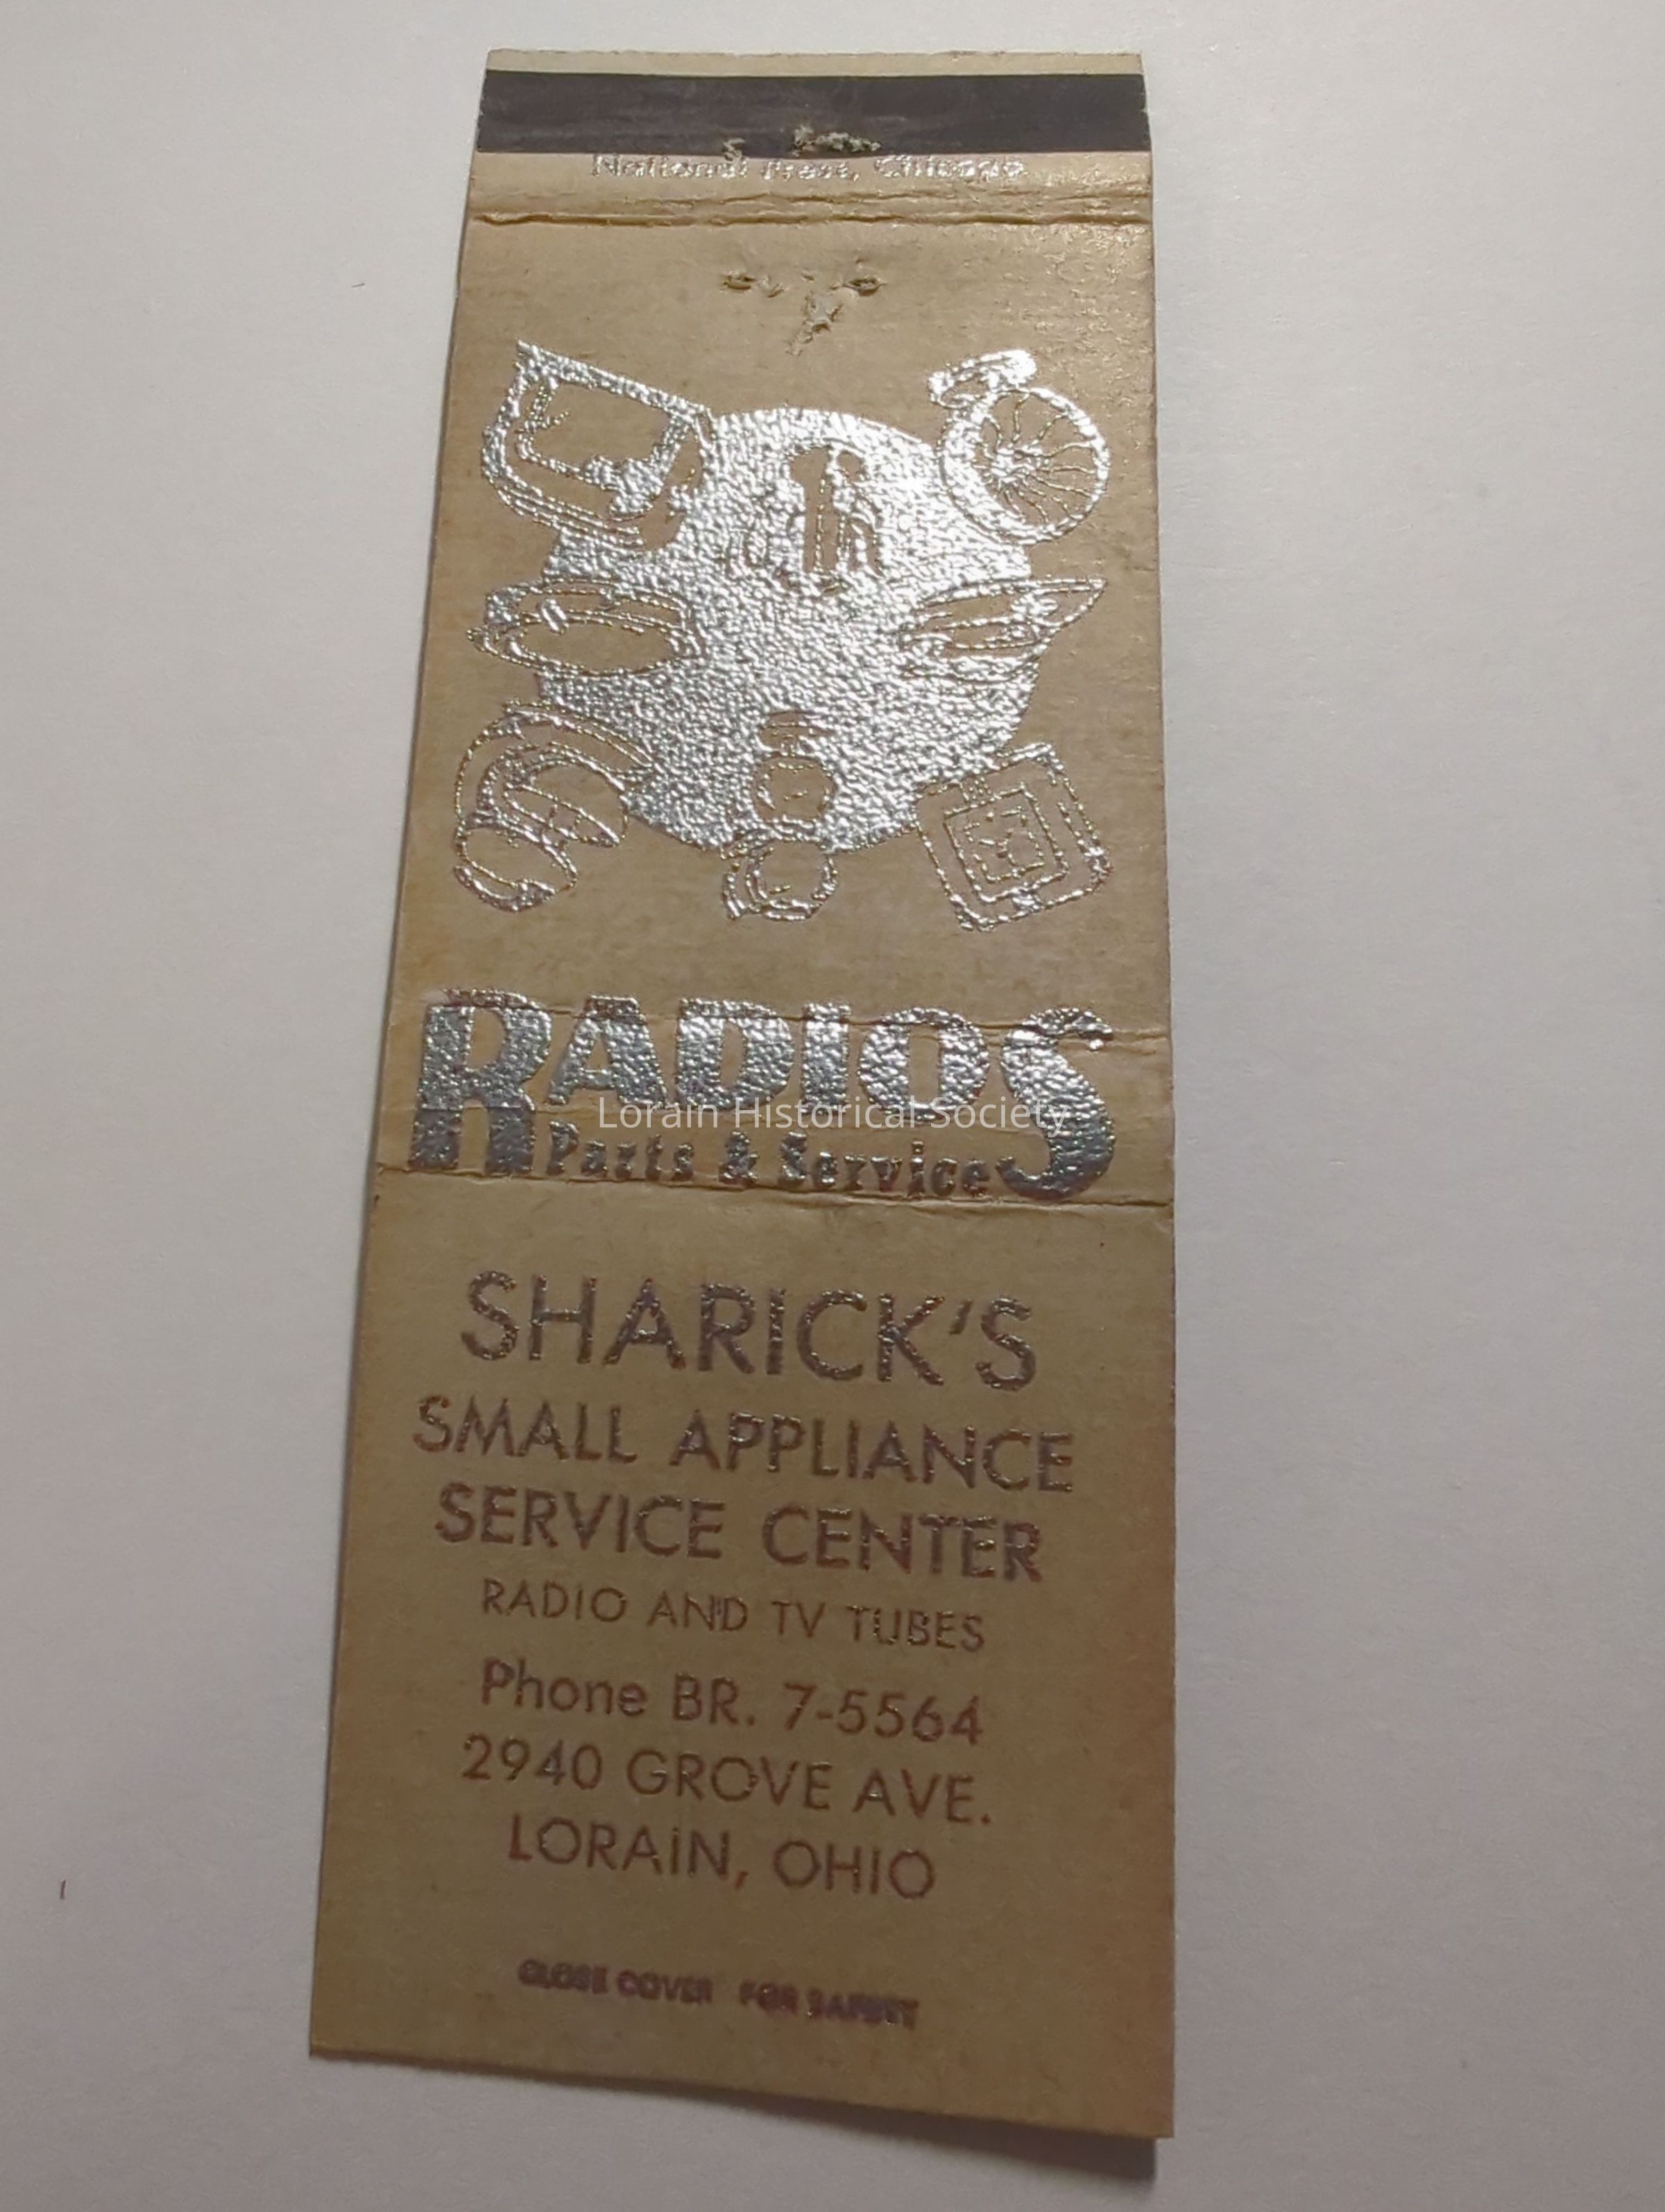 National Press, Chicago
RADIOS
Lorain Historical Society
Parts & Service
SHARICK'S
SMALL APPLIANCE
SERVICE CENTER
RADIO AND TV TUBES
Phone BR. 7-5564
2940 GROVE AVE.
LORAIN, OHIO
CLOSE COVER FOR SAFETY